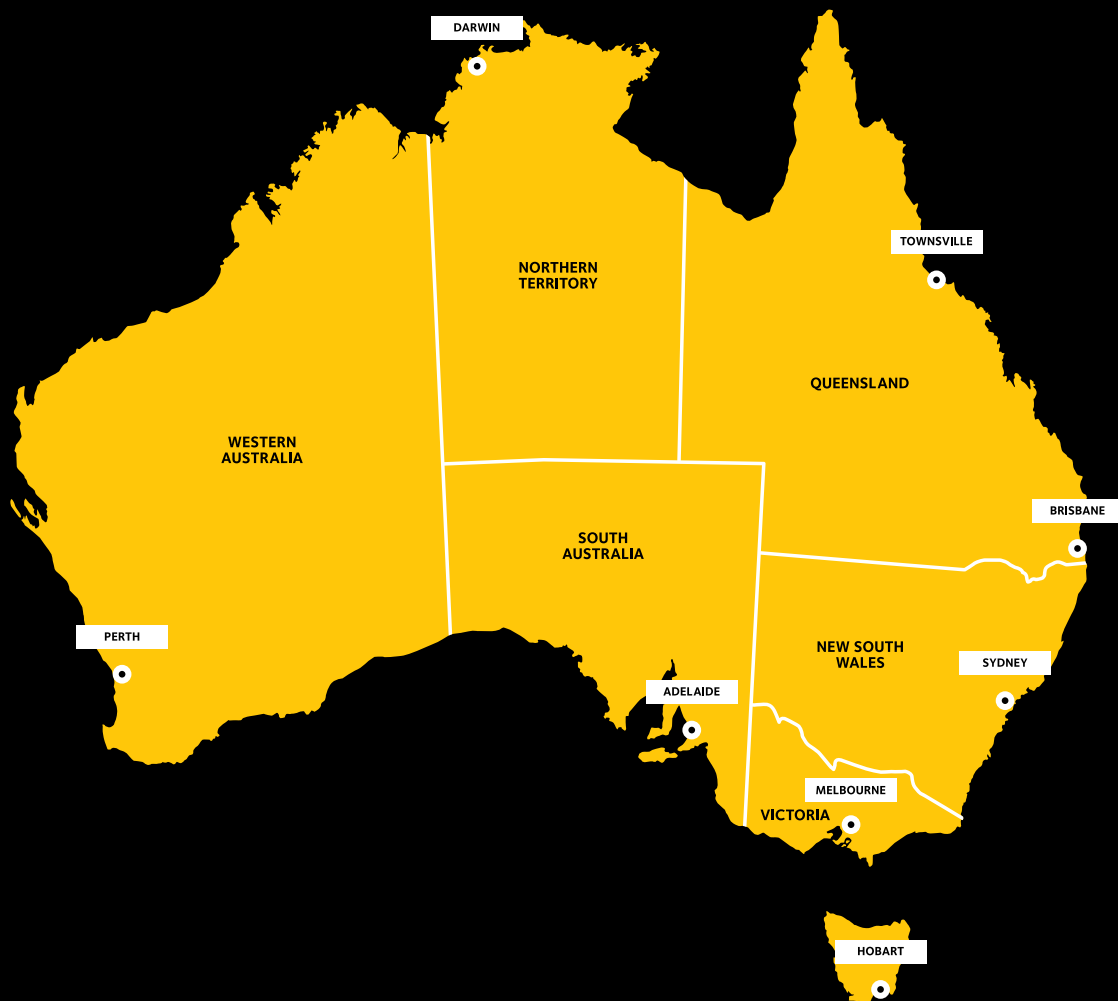 DARWIN
TOWNSVILLE
NORTHERN
TERRITORY
QUEENSLAND
WESTERN
AUSTRALIA
BRISBANE
SOUTH
AUSTRALIA
PERTH
NEW SOUTH
WALES
SYDNEY
ADELAIDE
MELBOURNE
VICTORIA
HOBART